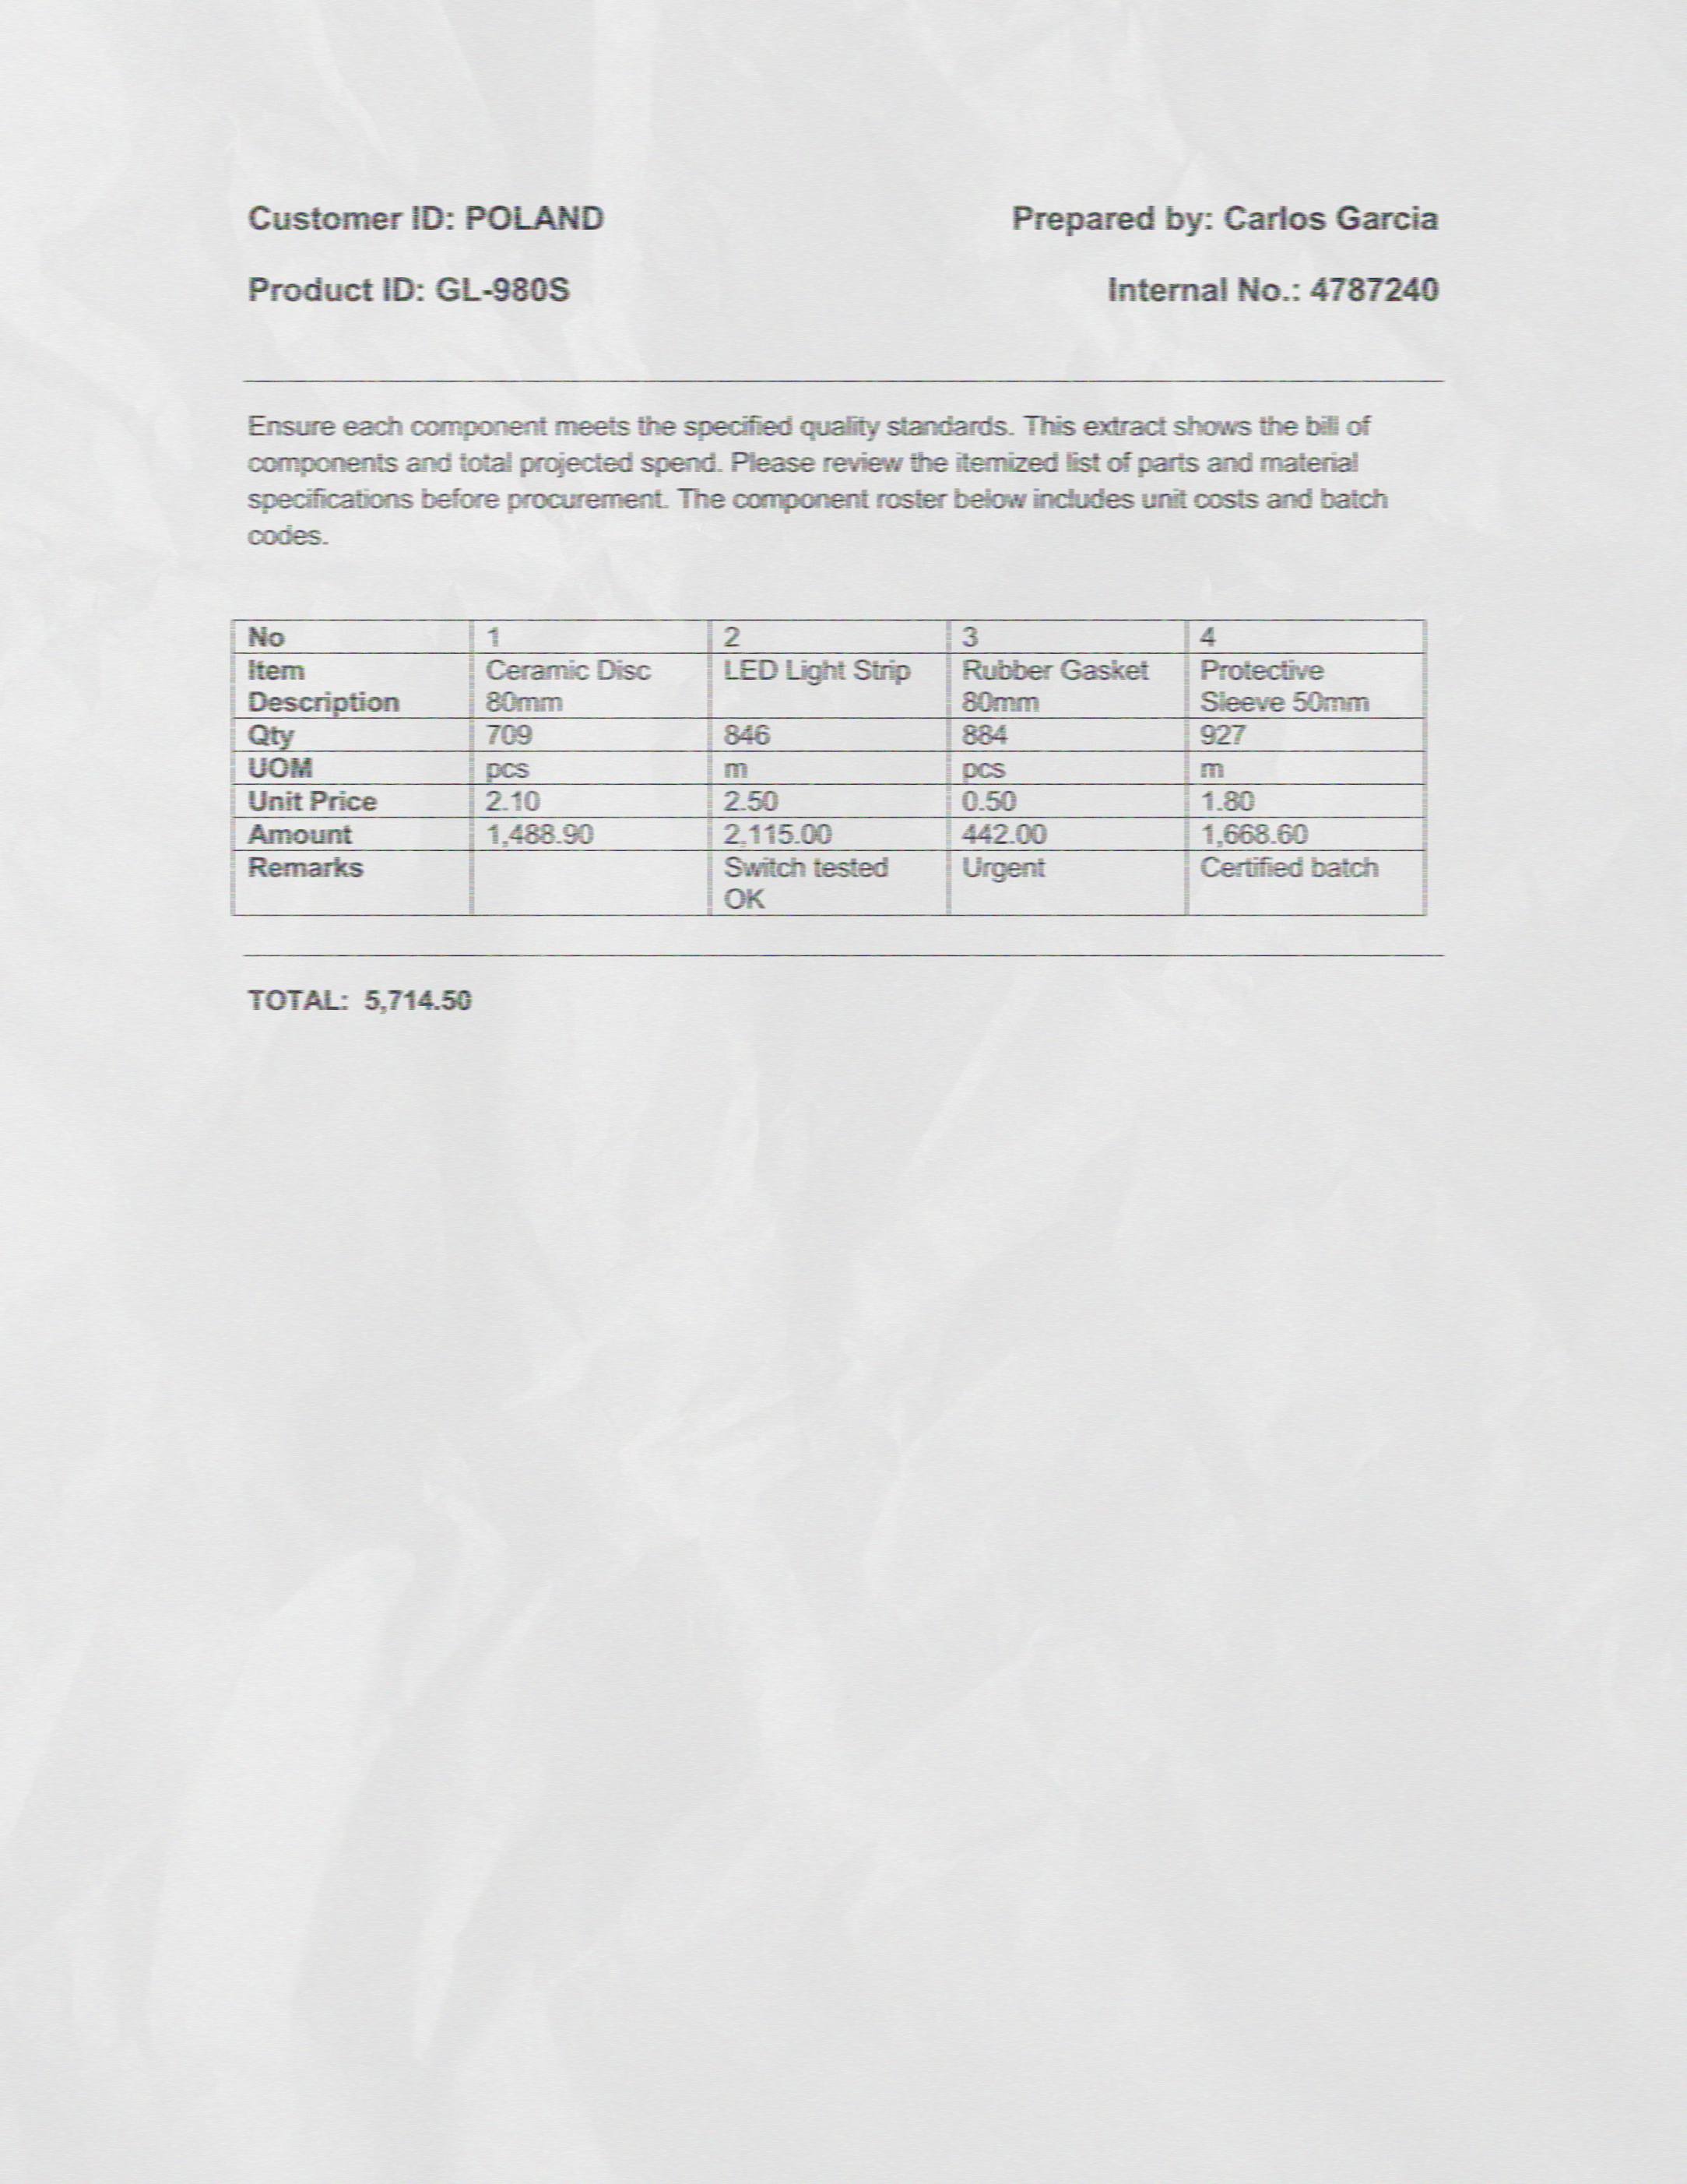 Customer ID: POLAND Prepared by: Carlos Garcia
Product ID: GL-980S Internal No.: 4787240
Ensure each component meets the specified quality standards. This extract shows the bill of
components and total projected spend. Please review the itemized list of parts and material
specifications before procurement. The component roster below includes unit costs and batch
codes.
No 1 2 3 4
Item Ceramic Disc LED Light Strip Rubber Gasket Protective
Description 80mm 80mm Sleeve 50mm
Qty 709 846 884 927
UOM pcs m pcs m
Unit Price 2.10 2.50 0.50 1.80
Amount 1,488.90 2,115.00 442.00 1,668.60
Remarks Switch tested Urgent Certified batch
OK
TOTAL: 5,714.50